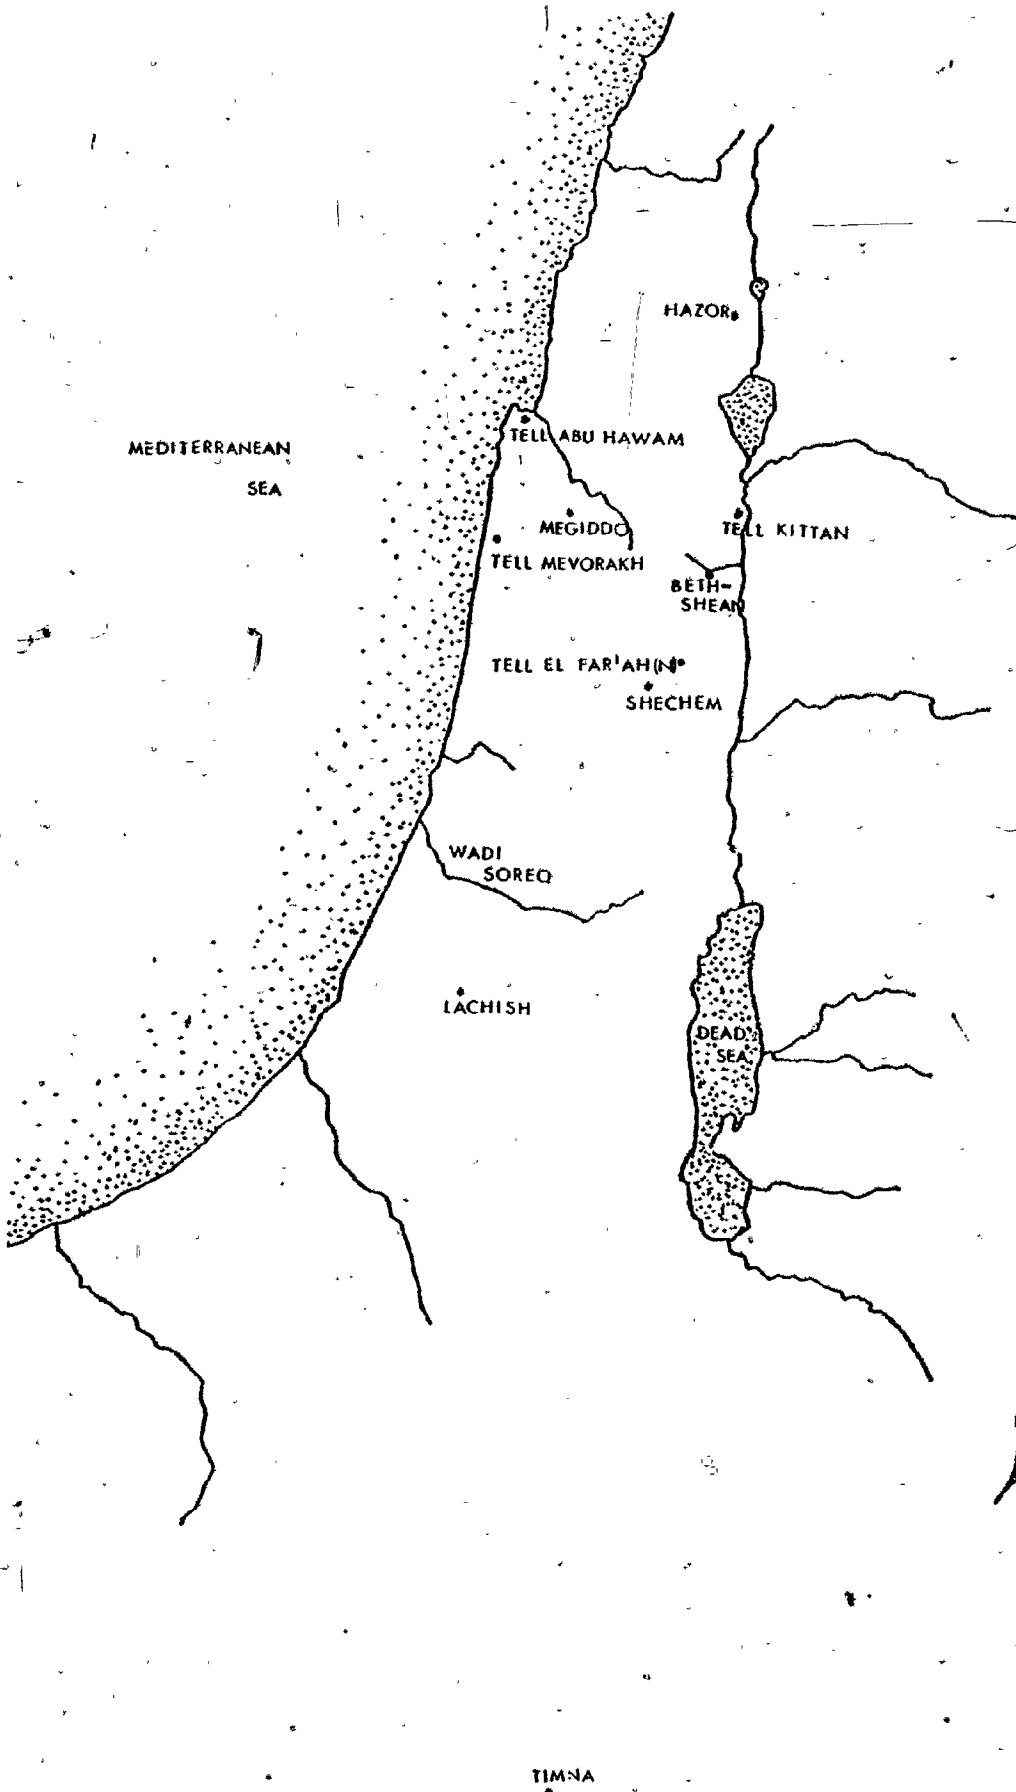 HAZOR
MEDITERRANEAN
SEA
TELL ABU HAWAM
MEGIDDO
TELL KITTAN
TELL MEVORAKH
BETH-
SHEAN
TELL EL FAR'AH(N)
SHECHEM
WADI
SOREQ
LACHISH
DEAD
SEA
TIMNA